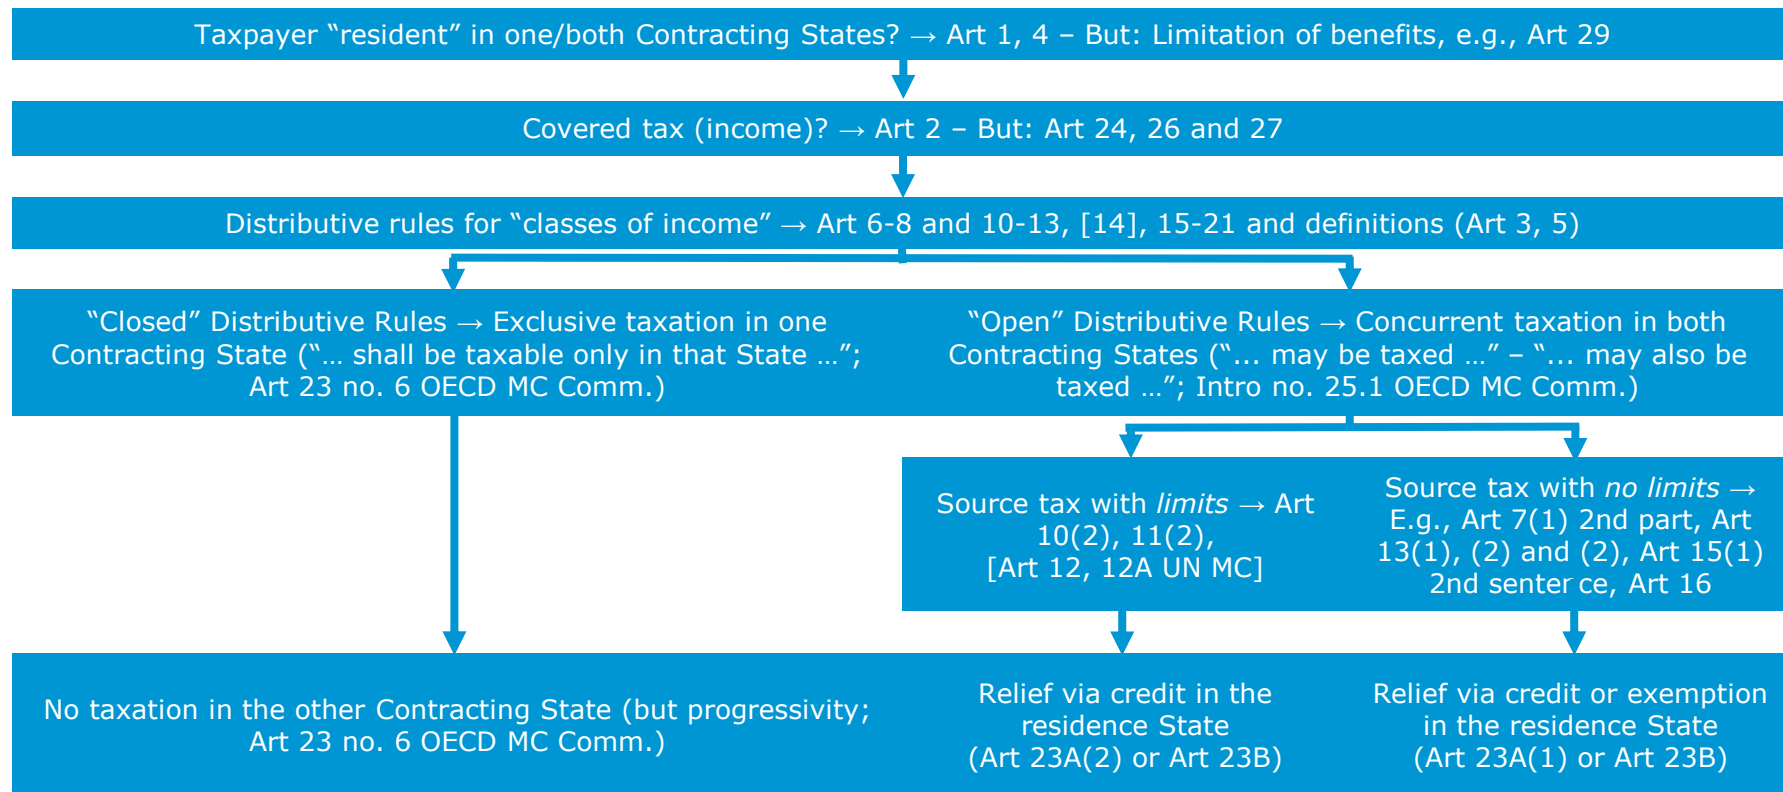 Taxpayer “resident” in one/both Contracting States? → Art 1, 4 – But: Limitation of benefits, e.g., Art 29
Covered tax (income)? → Art 2 – But: Art 24, 26 and 27
Distributive rules for “classes of income” → Art 6-8 and 10-13, [14], 15-21 and definitions (Art 3, 5)
“Closed” Distributive Rules → Exclusive taxation in one
Contracting State (“… shall be taxable only in that State …”;
Art 23 no. 6 OECD MC Comm.)
“Open” Distributive Rules → Concurrent taxation in both
Contracting States (“... may be taxed …” – “... may also be
taxed …”; Intro no. 25.1 OECD MC Comm.)
Source tax with limits → Art
10(2), 11(2),
[Art 12, 12A UN MC]
Source tax with no limits →
E.g., Art 7(1) 2nd part, Art
13(1), (2) and (2), Art 15(1)
2nd sentence, Art 16
No taxation in the other Contracting State (but progressivity;
Art 23 no. 6 OECD MC Comm.)
Relief via credit in the
residence State
(Art 23A(2) or Art 23B)
Relief via credit or exemption
in the residence State
(Art 23A(1) or Art 23B)